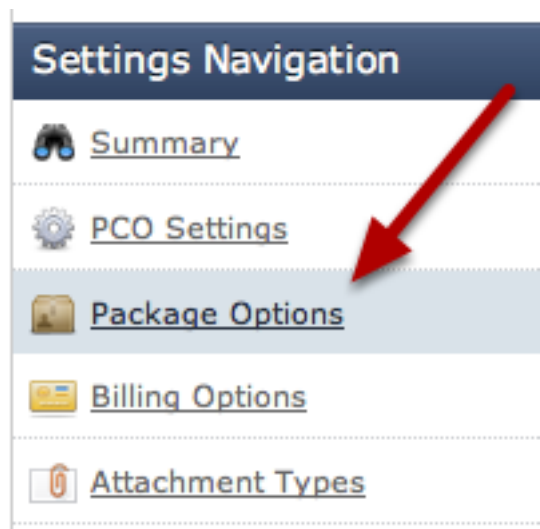 Settings Navigation
Summary
PCO Settings
Package Options
Billing Options
Attachment Types